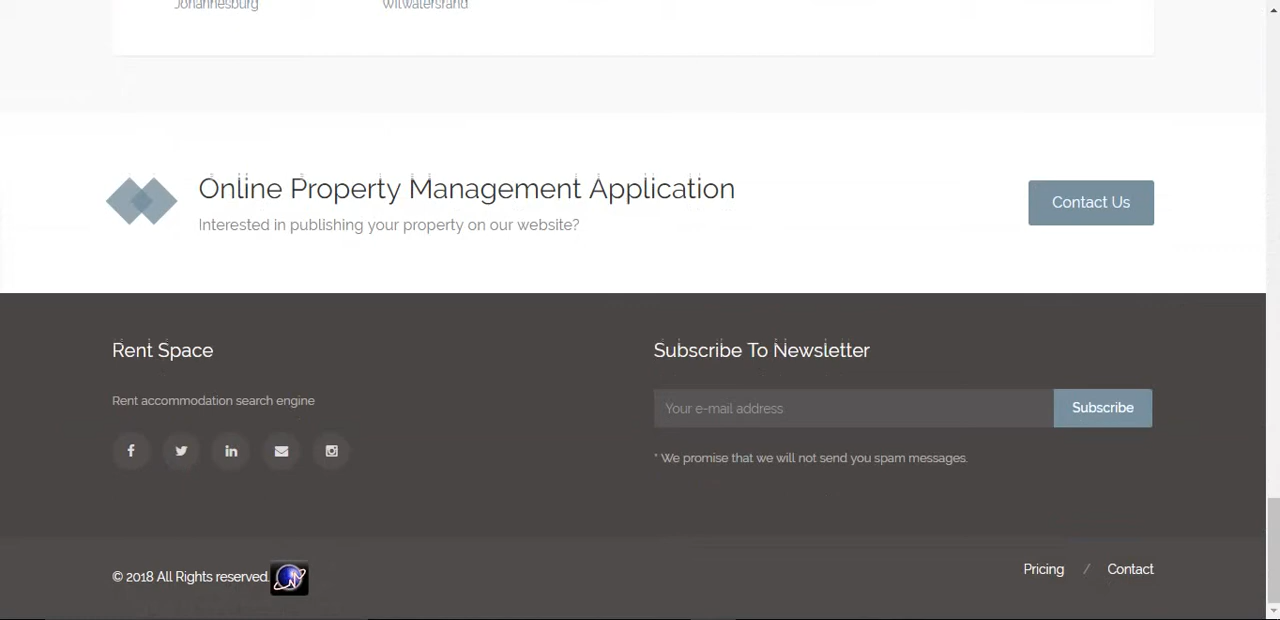 Johannesburg
Witwatersrand
Online Property Management Application
Interested in publishing your property on our website?
Contact Us
Rent Space
Rent accommodation search engine
Subscribe To Newsletter
Your e-mail address
Subscribe
* We promise that we will not send you spam messages.
© 2018 All Rights reserved.
Pricing / Contact